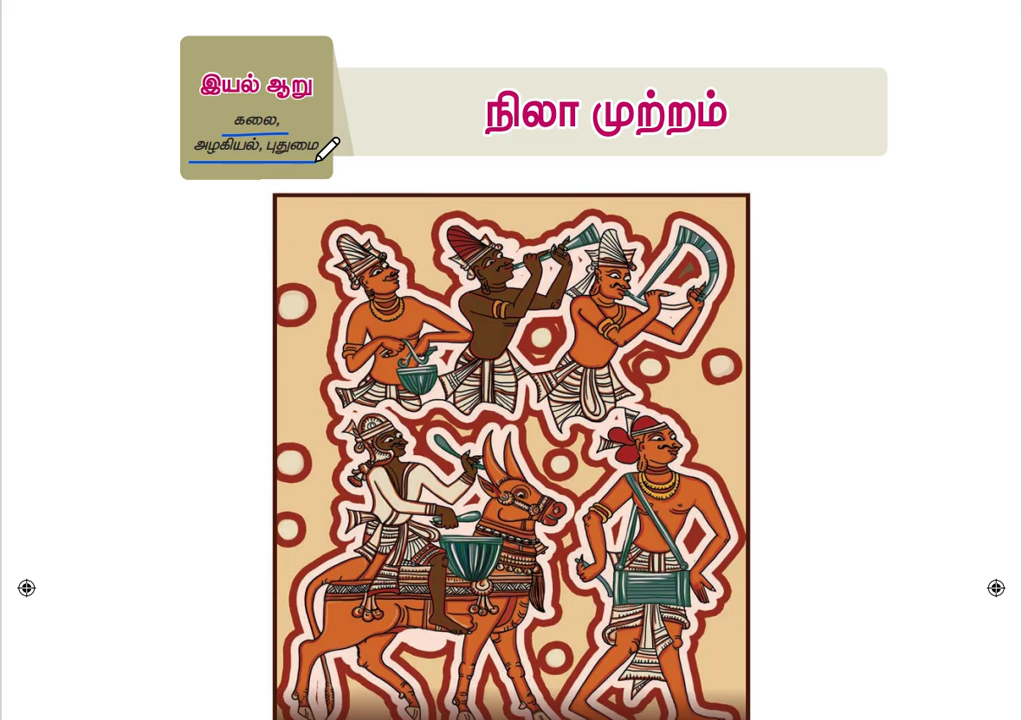 இயல் ஆறு
கலை,
அழகியல், புதுமை
நிலா முற்றம்